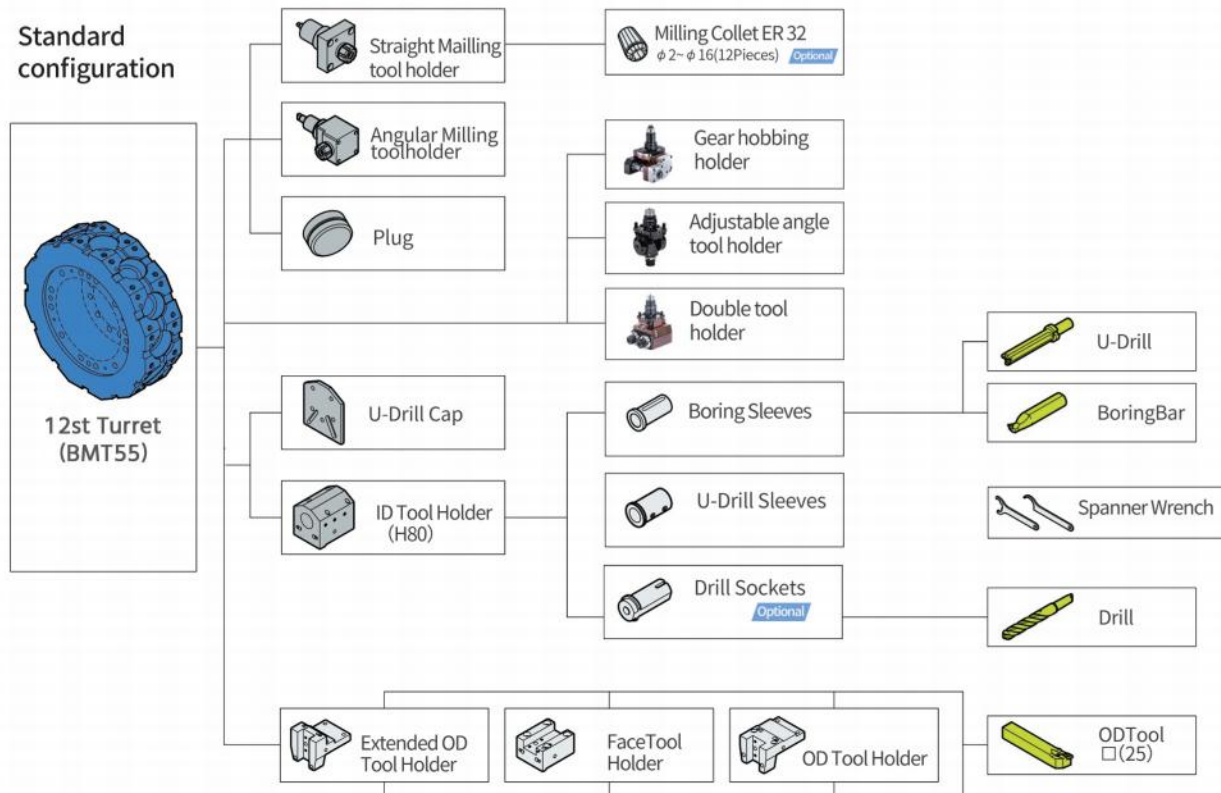 Standard
configuration
12st Turret
(BMT55)
Straight Mailling
tool holder
Milling Collet ER 32
φ2~φ16(12Pieces)
Optional
Angular Milling
toolholder
Plug
Gear hobbing
holder
Adjustable angle
tool holder
Double tool
holder
U-Drill Cap
ID Tool Holder
(H80)
Boring Sleeves
U-Drill Sleeves
Drill Sockets
Optional
U-Drill
BoringBar
Spanner Wrench
Drill
Extended OD
Tool Holder
FaceTool
Holder
OD Tool Holder
ODTool
□(25)